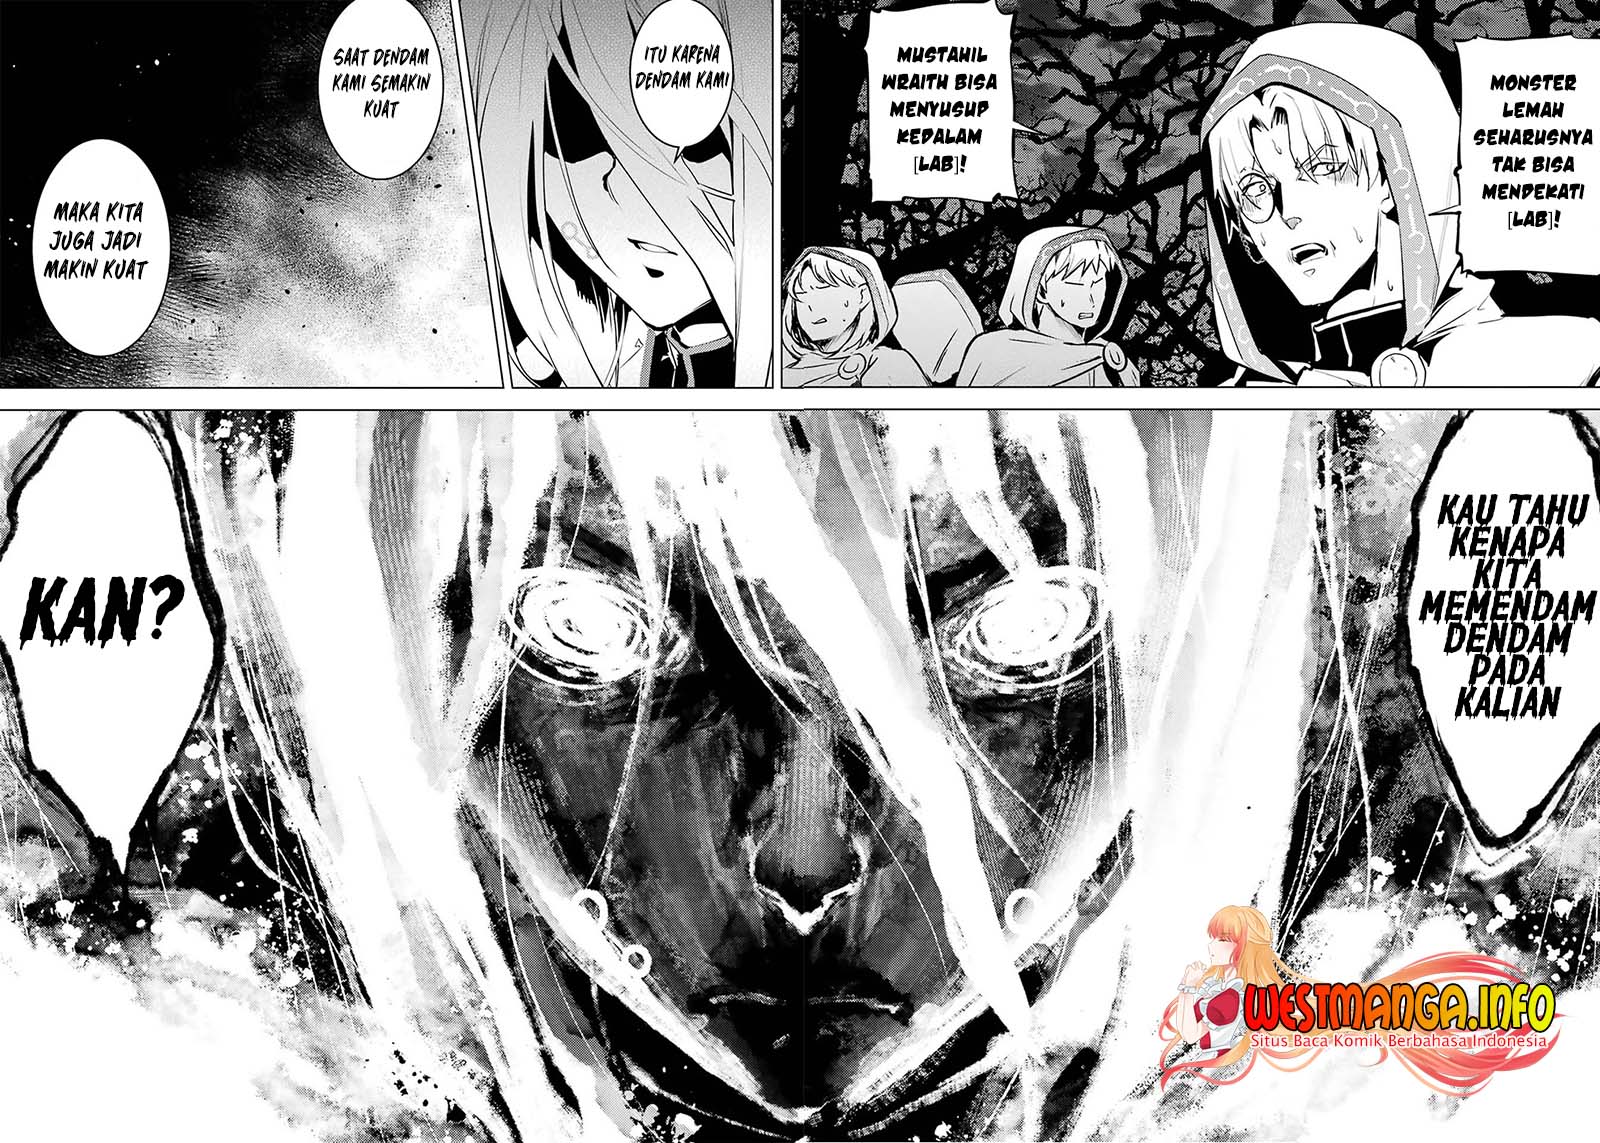 MONSTER
LEMAH
SEHARUSNYA
TAK BISA
MENDEKATI
[LAB]!
MUSTAHIL
WRAITH BISA
MENYUSUP
KEDALAM
[LAB]!
ITU KARENA
DENDAM KAMI
SAAT DENDAM
KAMI SEMAKIN
KUAT
MAKA KITA
JUGA JADI
MAKIN KUAT
KAU TAHU
KENAPA
KITA
MEMENDAM
DENDAM
PADA
KALIAN
KAN?
WESTMANGA.INFO
Situs Baca Komik Berbahasa Indonesia